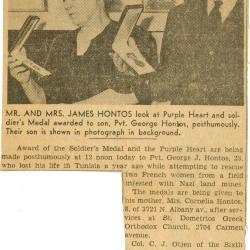 MR. AND MRS. JAMES HONTOS look at Purple Heart and sol-
dier's Medal awarded to son, Pvt. George Hontos, posthumously.
Their son is shown in photograph in background.
Award of the Soldier's Medal and the Purple Heart are being
made posthumously at 12 noon today to Pvt. George J. Hontos, 25,
who lost his life in Tunisia a year ago while attempting to rescue
two French women from a field
infested with Nazi land mines.
The medals are being given to
his mother, Mrs. Cornelia Hontos,
of 3721 N. Albany av., after ser-
vices at St. Demetrios Greek
Orthodox Church, 2704 Carmen
avenue.
Col. C. J. Otjen of the Sixth